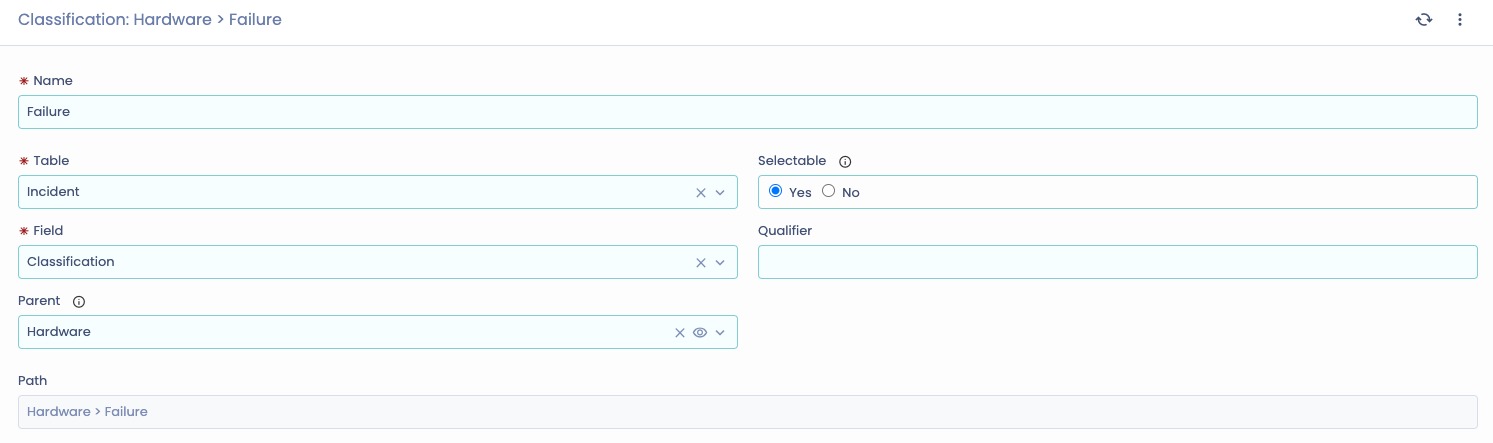 Classification: Hardware > Failure
* Name
Failure
* Table
Selectable
Incident
Yes No
* Field
Qualifier
Classification
Parent
Hardware
Path
Hardware > Failure